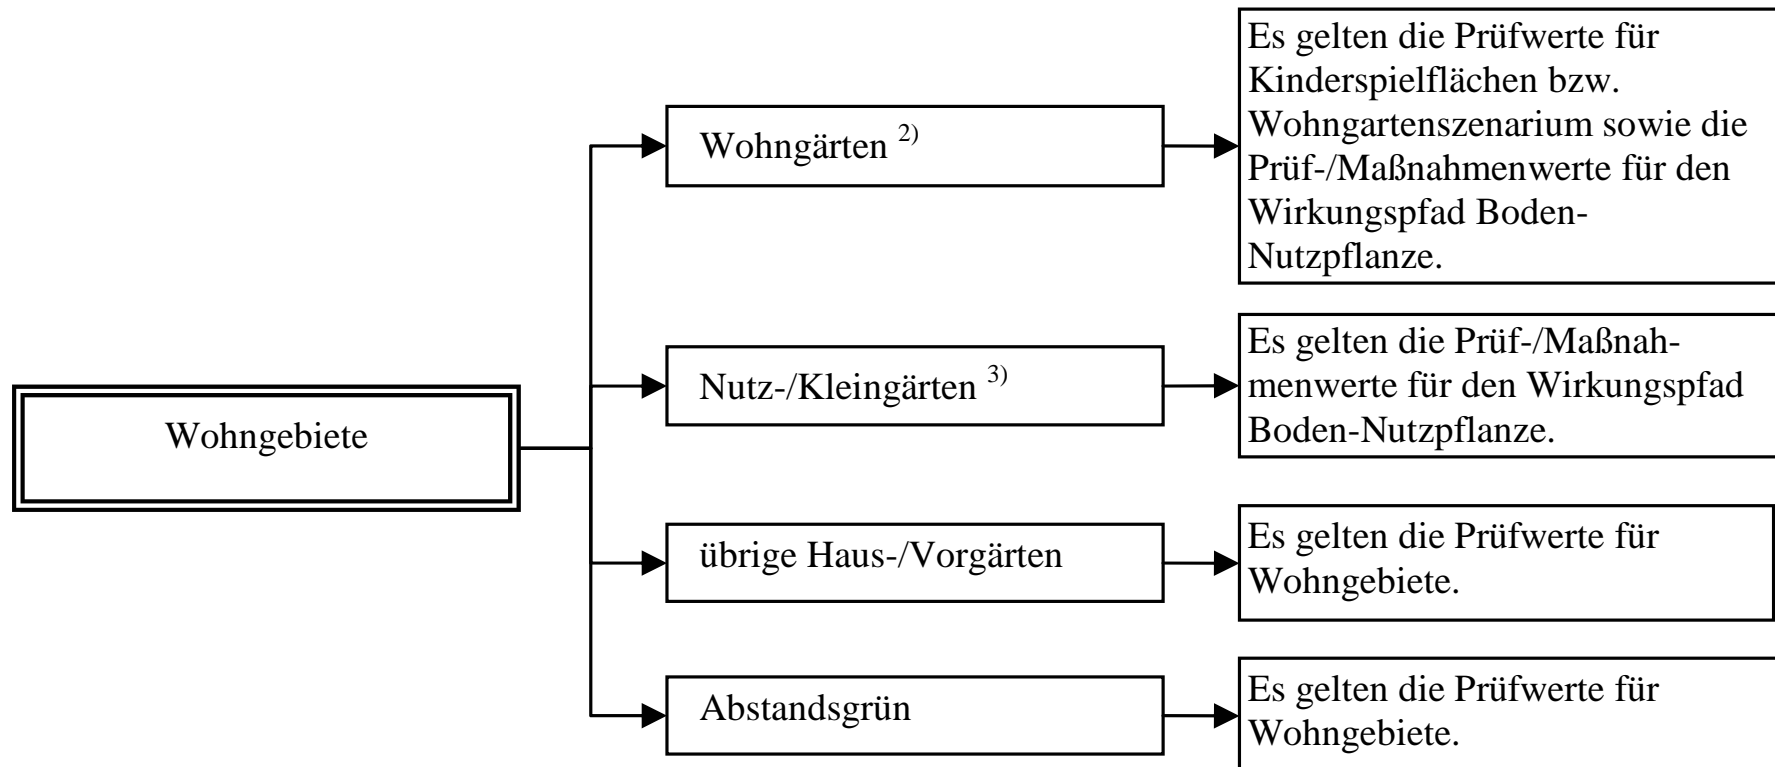 Wohngebiete
Wohngärten 2)
Es gelten die Prüfwerte für
Kinderspielflächen bzw.
Wohngartenszenarium sowie die
Prüf-/Maßnahmenwerte für den
Wirkungspfad Boden-
Nutzpflanze.
Nutz-/Kleingärten 3)
Es gelten die Prüf-/Maßnah-
menwerte für den Wirkungspfad
Boden-Nutzpflanze.
übrige Haus-/Vorgärten
Es gelten die Prüfwerte für
Wohngebiete.
Abstandsgrün
Es gelten die Prüfwerte für
Wohngebiete.